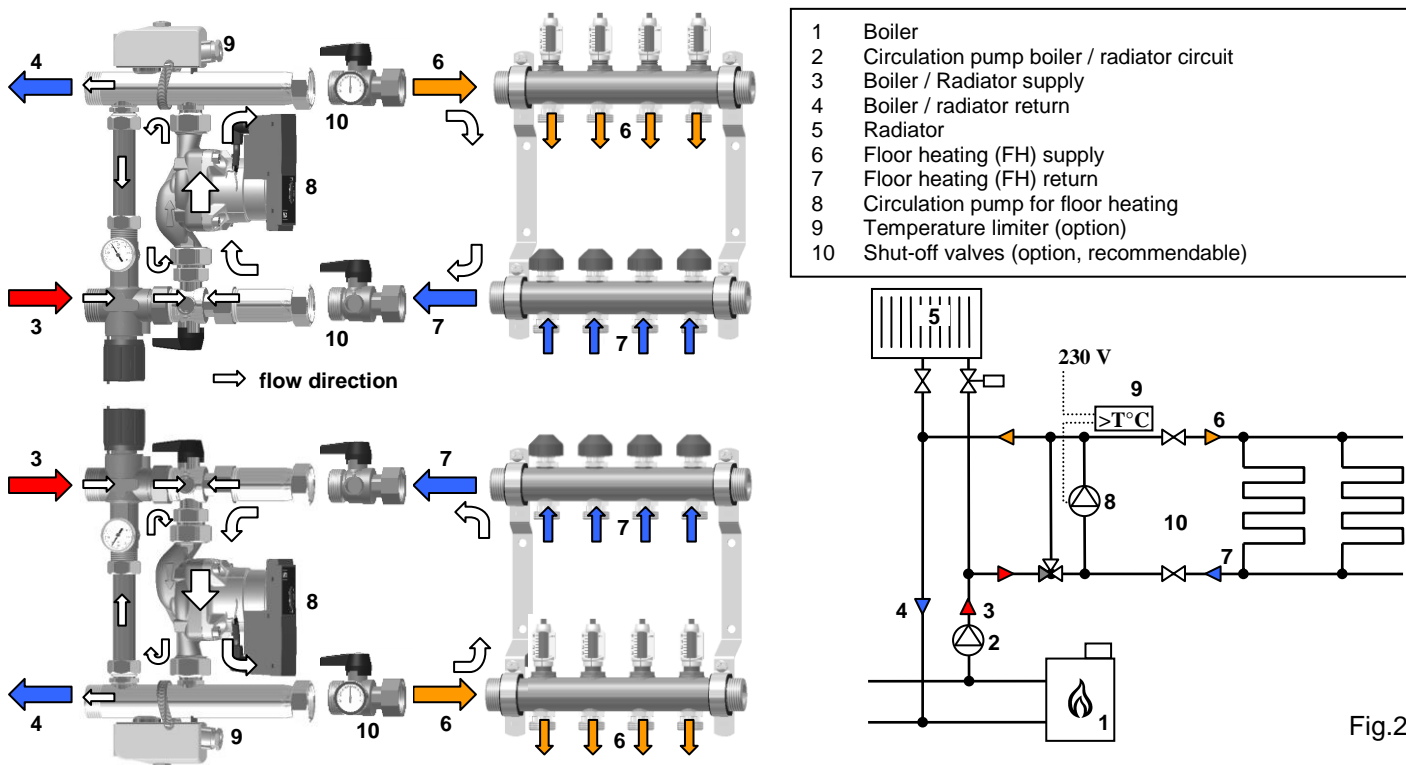 4
9
6
10
6
8
3
10
7
7
flow direction
3
7
7
8
4
9
10
6
6
1 Boiler
2 Circulation pump boiler / radiator circuit
3 Boiler / Radiator supply
4 Boiler / radiator return
5 Radiator
6 Floor heating (FH) supply
7 Floor heating (FH) return
8 Circulation pump for floor heating
9 Temperature limiter (option)
10 Shut-off valves (option, recommendable)
5
230 V
9
>T°C
6
8
10
7
4
3
2
1
Fig.2